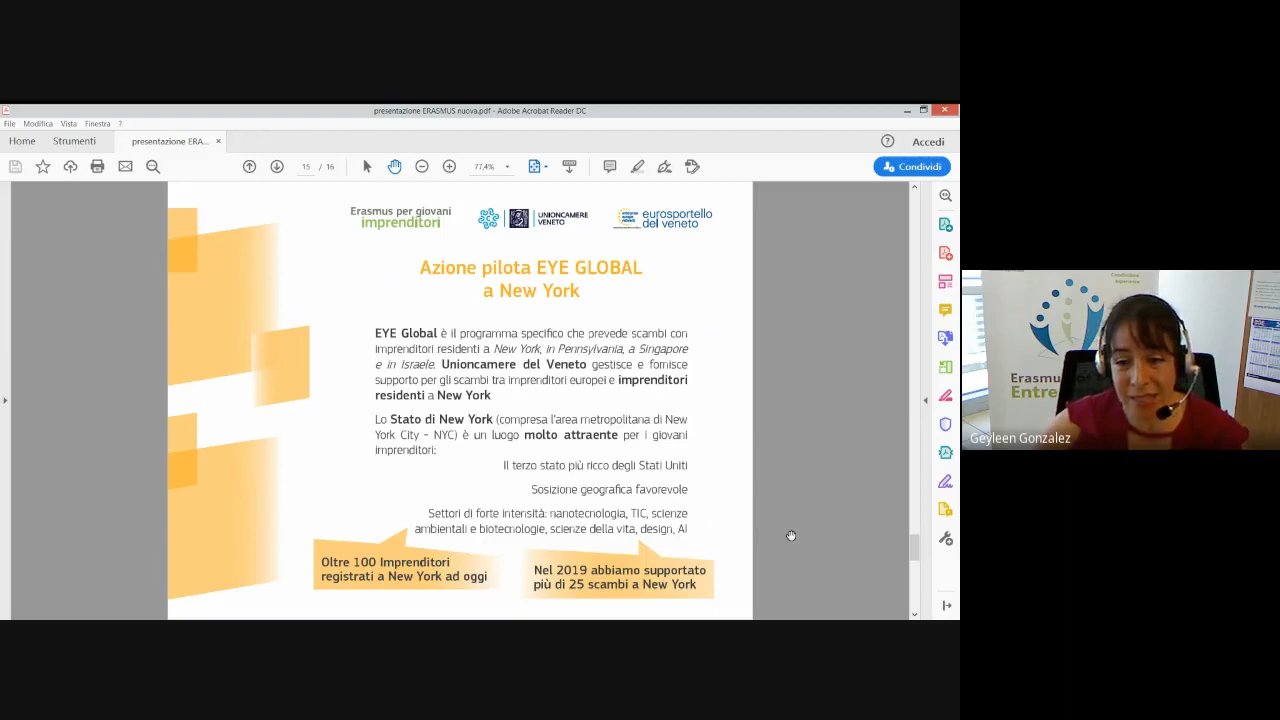 presentazione ERASMUS nuova.pdf - Adobe Acrobat Reader DC
File Modifica Vista Finestra ?
Home Strumenti presentazione ERA... × ? Accedi
15 / 16 77,4% Condividi
Erasmus per giovani
imprenditori
UNIONCAMERE
VENETO
eurosportello
del veneto
Azione pilota EYE GLOBAL
a New York
EYE Global è il programma specifico che prevede scambi con
imprenditori residenti a New York, in Pennsylvania, a Singapore
e in Israele. Unioncamere del Veneto gestisce e fornisce
supporto per gli scambi tra imprenditori europei e imprenditori
residenti a New York
Lo Stato di New York (compresa l'area metropolitana di New
York City - NYC) è un luogo molto attraente per i giovani
imprenditori:
Il terzo stato più ricco degli Stati Uniti
Sosizione geografica favorevole
Settori di forte intensità: nanotecnologia, TIC, scienze
ambientali e biotecnologie, scienze della vita, design, AI
Oltre 100 Imprenditori
registrati a New York ad oggi
Nel 2019 abbiamo supportato
più di 25 scambi a New York
Erasmus
Entre
Geyleen Gonzalez